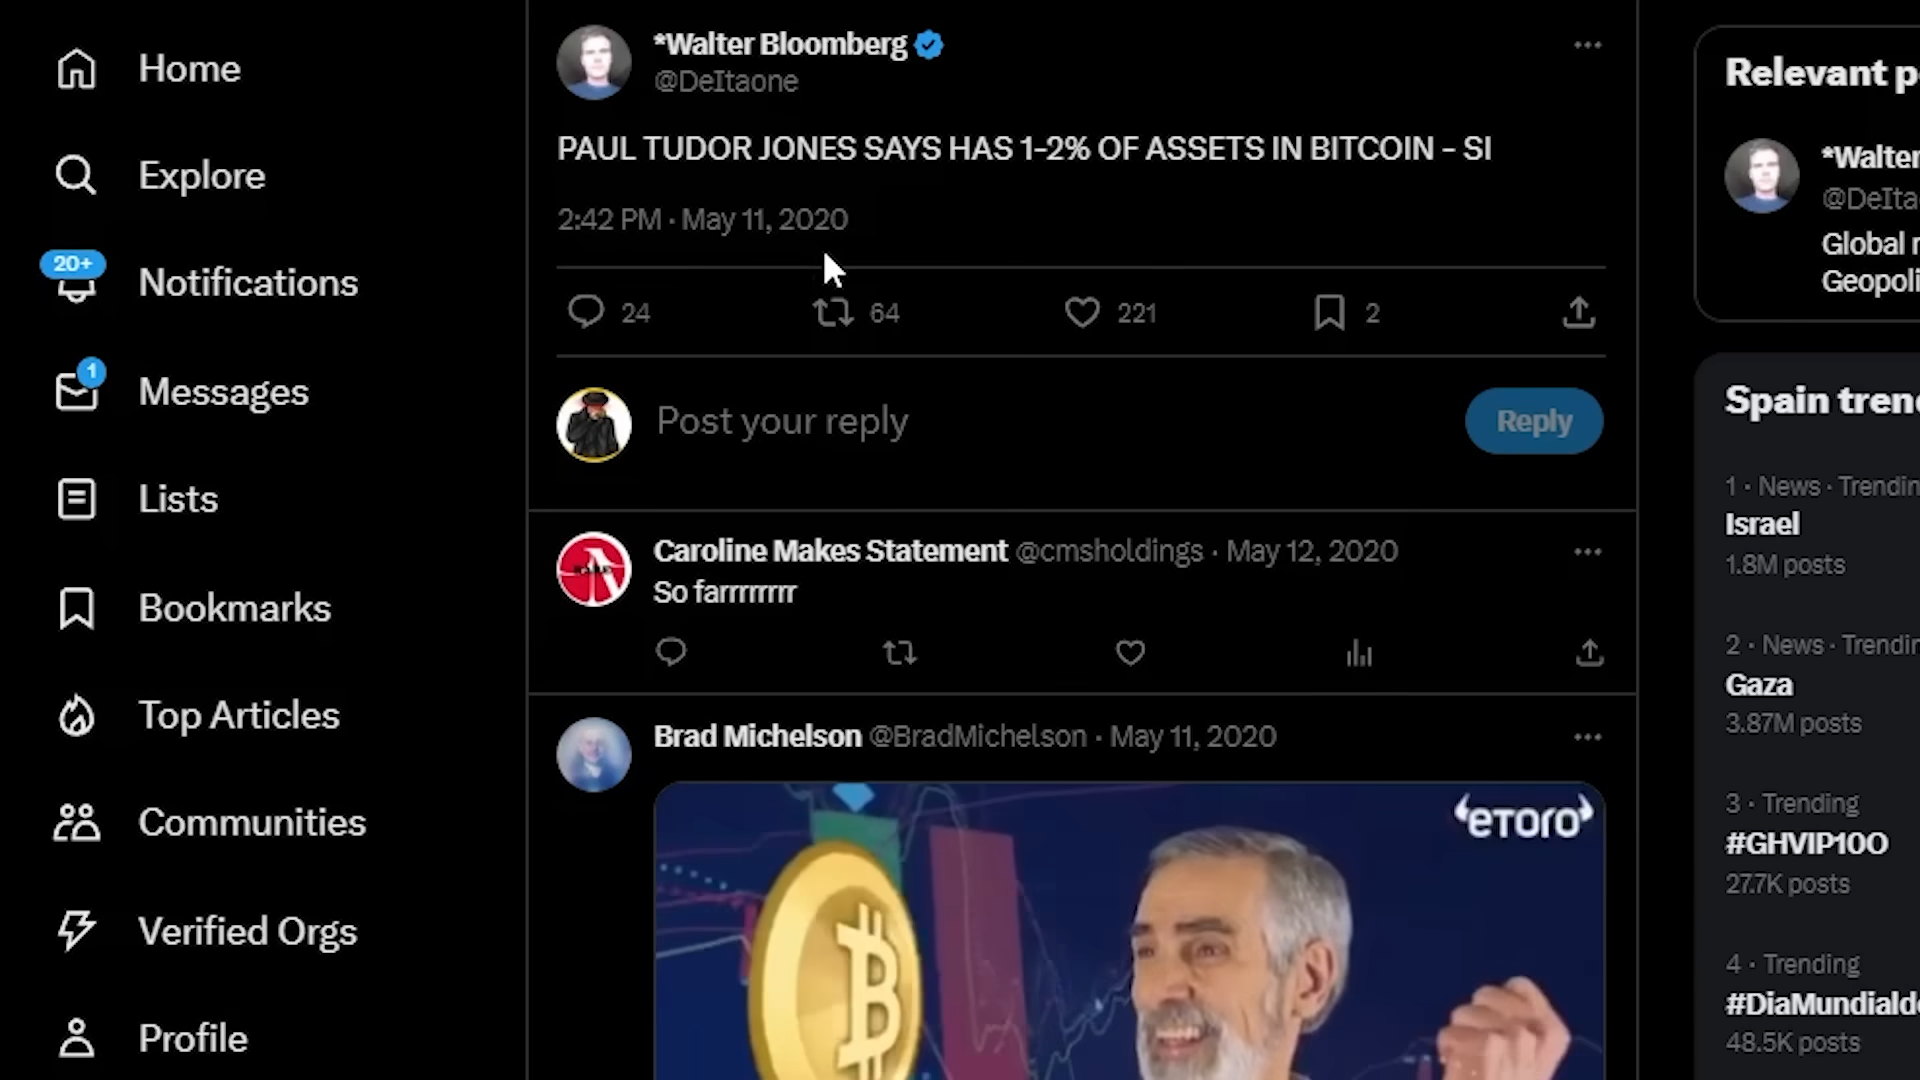 Home
Explore
20+
Notifications
1
Messages
Lists
Bookmarks
Top Articles
Communities
Verified Orgs
Profile
*Walter Bloomberg
@DeItaone
PAUL TUDOR JONES SAYS HAS 1-2% OF ASSETS IN BITCOIN - SI
2:42 PM · May 11, 2020
24 64 221 2
Post your reply
Reply
Caroline Makes Statement @cmsholdings · May 12, 2020
So farrrrrrrr
Brad Michelson @BradMichelson · May 11, 2020
eToro
Relevant p
*Walter
@DeIta
Global
Geopoli
Spain tren
1 · News · Trendin
Israel
1.8M posts
2 · News · Trendin
Gaza
3.87M posts
3 · Trending
#GHVIP10O
27.7K posts
4 · Trending
#DiaMundiald
48.5K posts